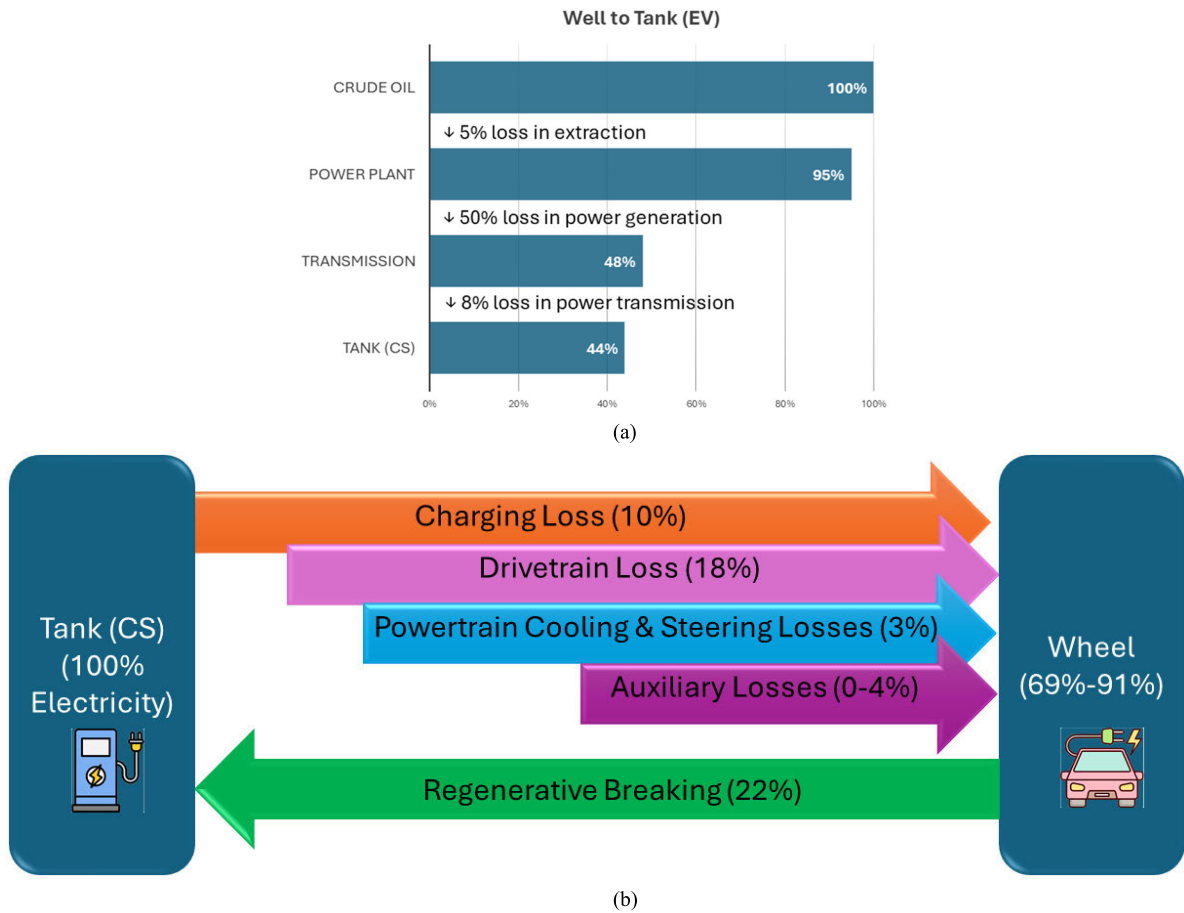 Well to Tank (EV)
CRUDE OIL
100%
↓ 5% loss in extraction
POWER PLANT
95%
↓ 50% loss in power generation
TRANSMISSION
48%
↓ 8% loss in power transmission
TANK (CS)
44%
0%
20%
40%
60%
80%
100%
(a)
Charging Loss (10%)
Drivetrain Loss (18%)
Powertrain Cooling & Steering Losses (3%)
Auxiliary Losses (0-4%)
Regenerative Breaking (22%)
Tank (CS)
(100%
Electricity)
Wheel
(69%-91%)
(b)